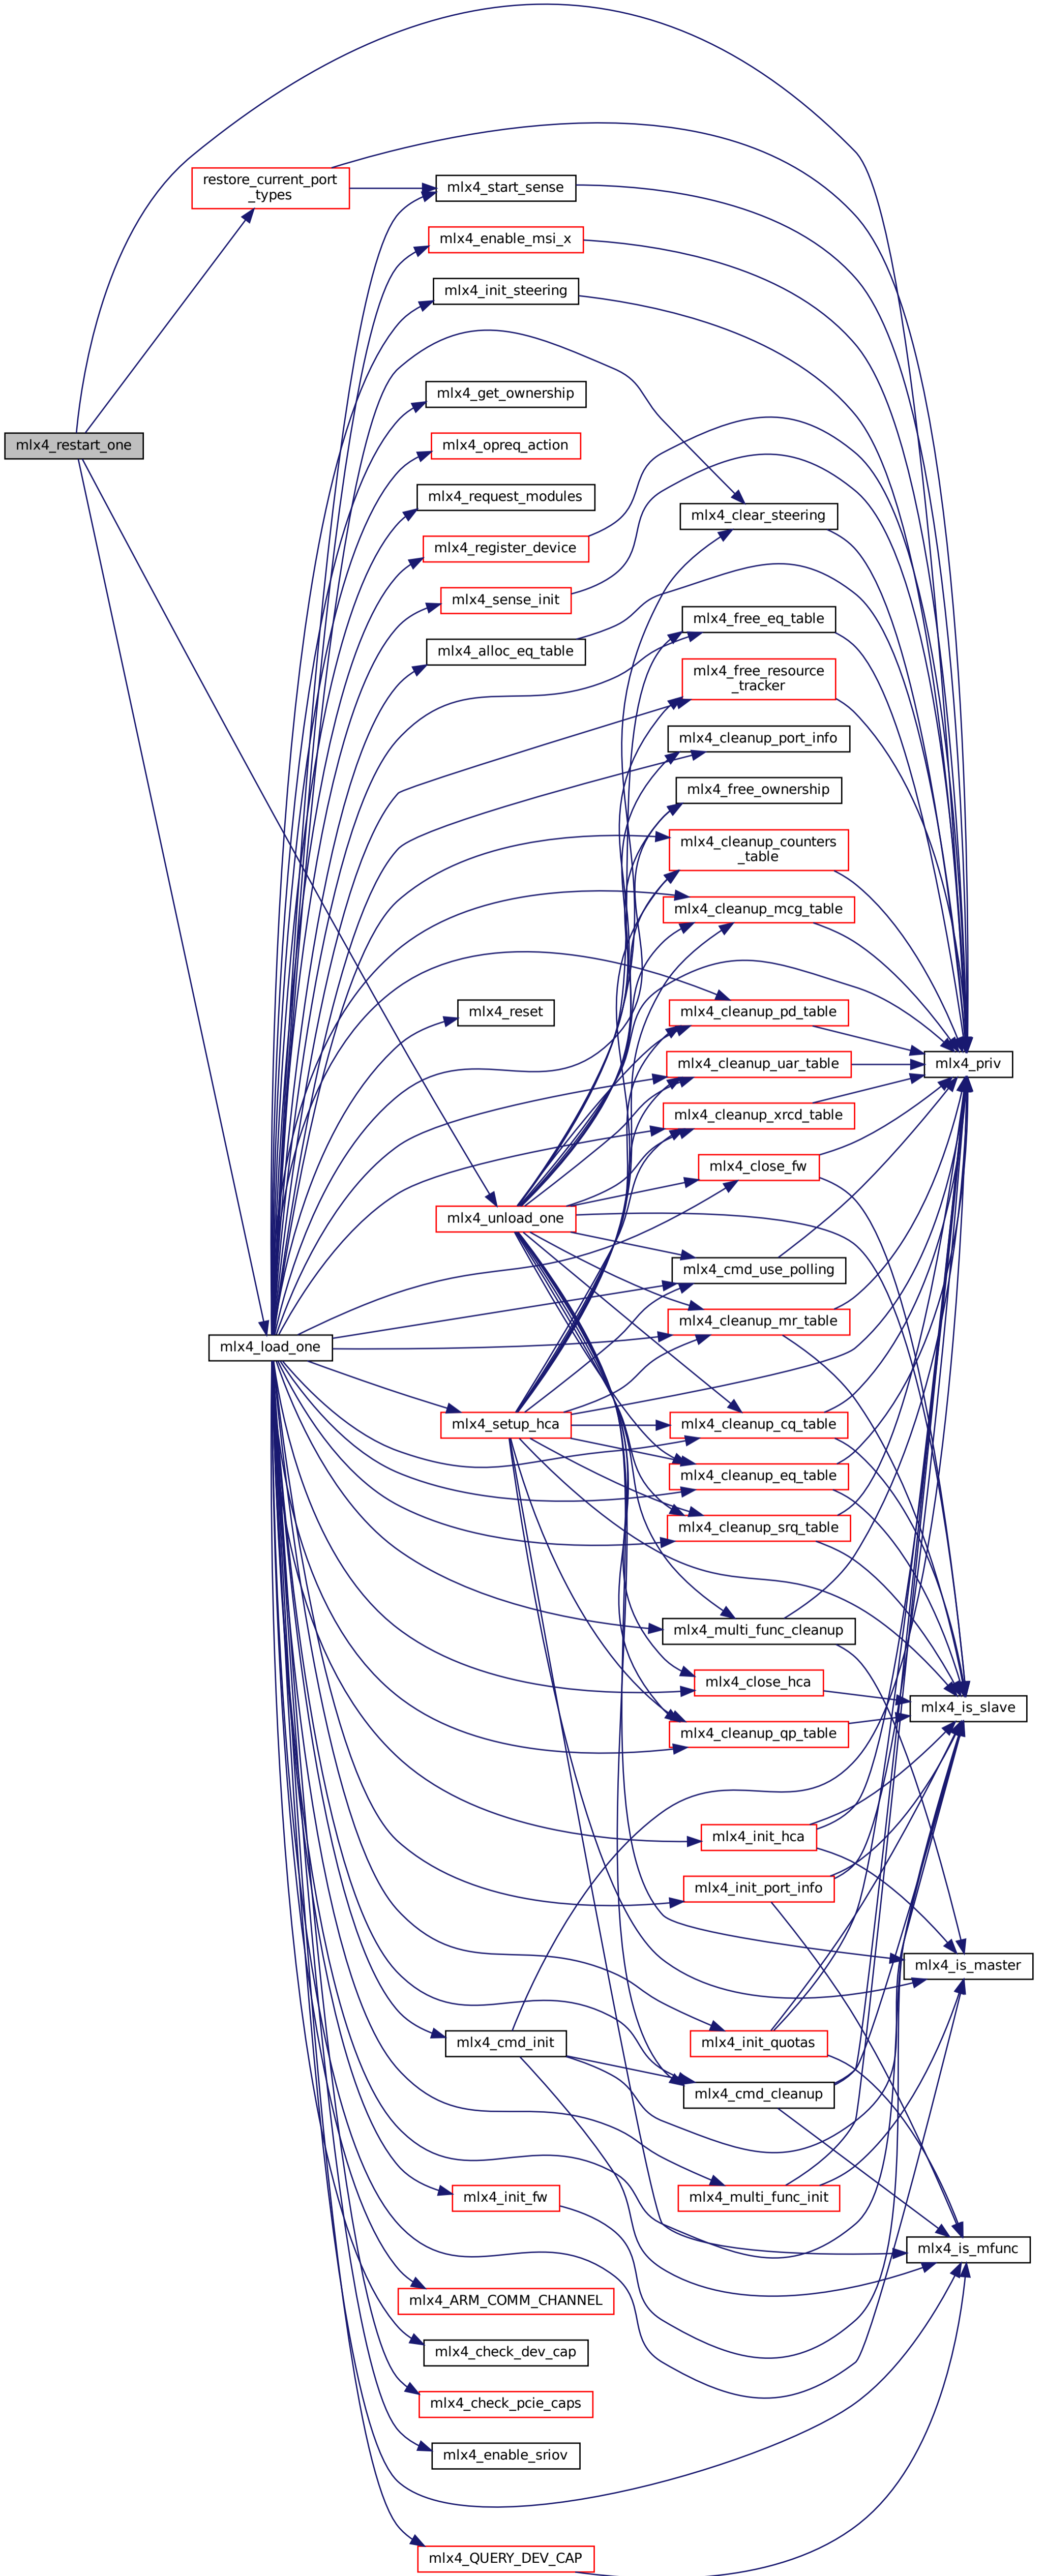 mlx4_restart_one
restore_current_port
_types
mlx4_start_sense
mlx4_enable_msi_x
mlx4_init_steering
mlx4_get_ownership
mlx4_opreq_action
mlx4_request_modules
mlx4_register_device
mlx4_sense_init
mlx4_alloc_eq_table
mlx4_clear_steering
mlx4_free_eq_table
mlx4_free_resource
_tracker
mlx4_cleanup_port_info
mlx4_free_ownership
mlx4_cleanup_counters
_table
mlx4_cleanup_mcg_table
mlx4_reset
mlx4_cleanup_pd_table
mlx4_cleanup_uar_table
mlx4_priv
mlx4_cleanup_xrcd_table
mlx4_close_fw
mlx4_unload_one
mlx4_cmd_use_polling
mlx4_cleanup_mr_table
mlx4_load_one
mlx4_setup_hca
mlx4_cleanup_cq_table
mlx4_cleanup_eq_table
mlx4_cleanup_srq_table
mlx4_multi_func_cleanup
mlx4_close_hca
mlx4_is_slave
mlx4_cleanup_qp_table
mlx4_init_hca
mlx4_init_port_info
mlx4_is_master
mlx4_cmd_init
mlx4_init_quotas
mlx4_cmd_cleanup
mlx4_init_fw
mlx4_multi_func_init
mlx4_is_mfunc
mlx4_ARM_COMM_CHANNEL
mlx4_check_dev_cap
mlx4_check_pcie_caps
mlx4_enable_sriov
mlx4_QUERY_DEV_CAP